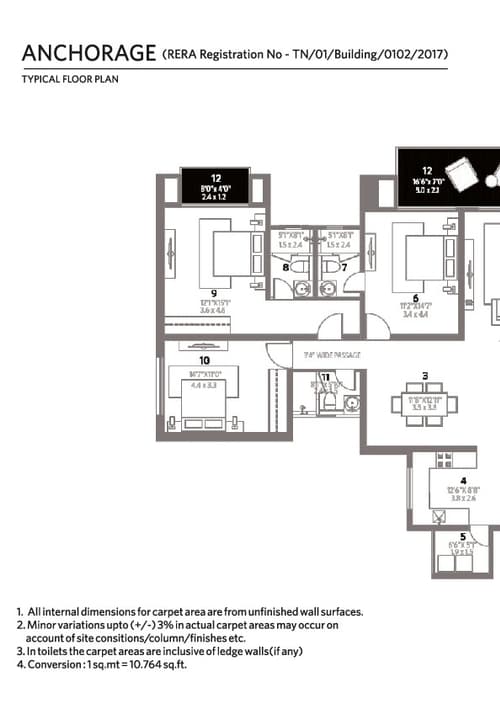 ANCHORAGE (RERA Registration No - TN/01/Building/0102/2017)
TYPICAL FLOOR PLAN
12
8'0"x 4'0"
2.4 x 1.2
12
16'6"x 7'0"
5.0 x 2.1
5'1"X8'1"
1.5 x 2.4
5'1"X8'1"
1.5 x 2.4
8
7
9
12'1"X15'1"
3.6 x 4.6
6
11'2"X14'7"
3.4 x 4.4
10
14'7"X11'0"
4.4 x 3.3
3'4" WIDE PASSAGE
11
3
11'8"X12'11"
3.5 x 3.8
4
12'6"X 8'8"
3.8 x 2.6
5
6'6"X 5'1"
1.9 x 1.5
1. All internal dimensions for carpet area are from unfinished wall surfaces.
2. Minor variations upto (+/-) 3% in actual carpet areas may occur on
account of site consitions/column/finishes etc.
3. In toilets the carpet areas are inclusive of ledge walls(if any)
4. Conversion : 1 sq.mt = 10.764 sq.ft.